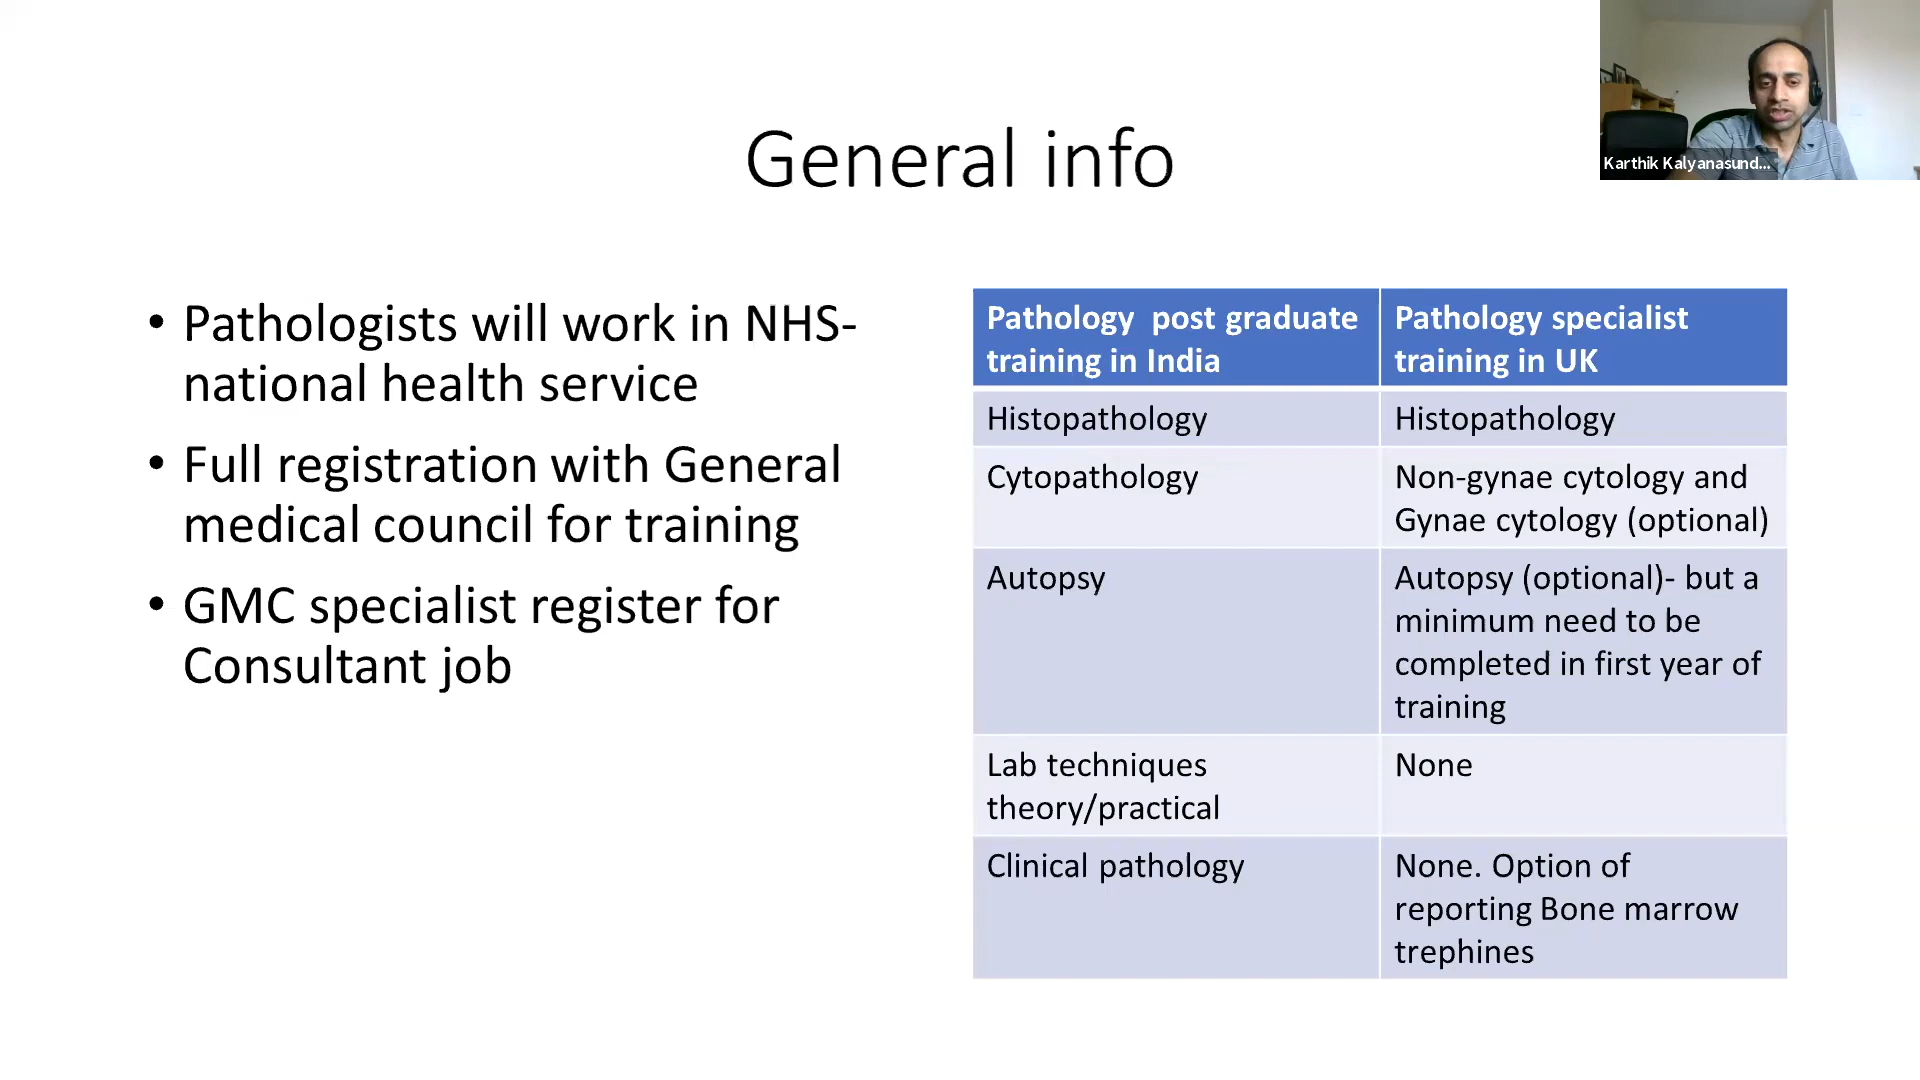 General info
Karthik Kalyanasund...
• Pathologists will work in NHS-
national health service
• Full registration with General
medical council for training
• GMC specialist register for
Consultant job
Pathology post graduate
training in India
Pathology specialist
training in UK
Histopathology
Histopathology
Cytopathology
Non-gynae cytology and
Gynae cytology (optional)
Autopsy
Autopsy (optional)- but a
minimum need to be
completed in first year of
training
Lab techniques
theory/practical
None
Clinical pathology
None. Option of
reporting Bone marrow
trephines